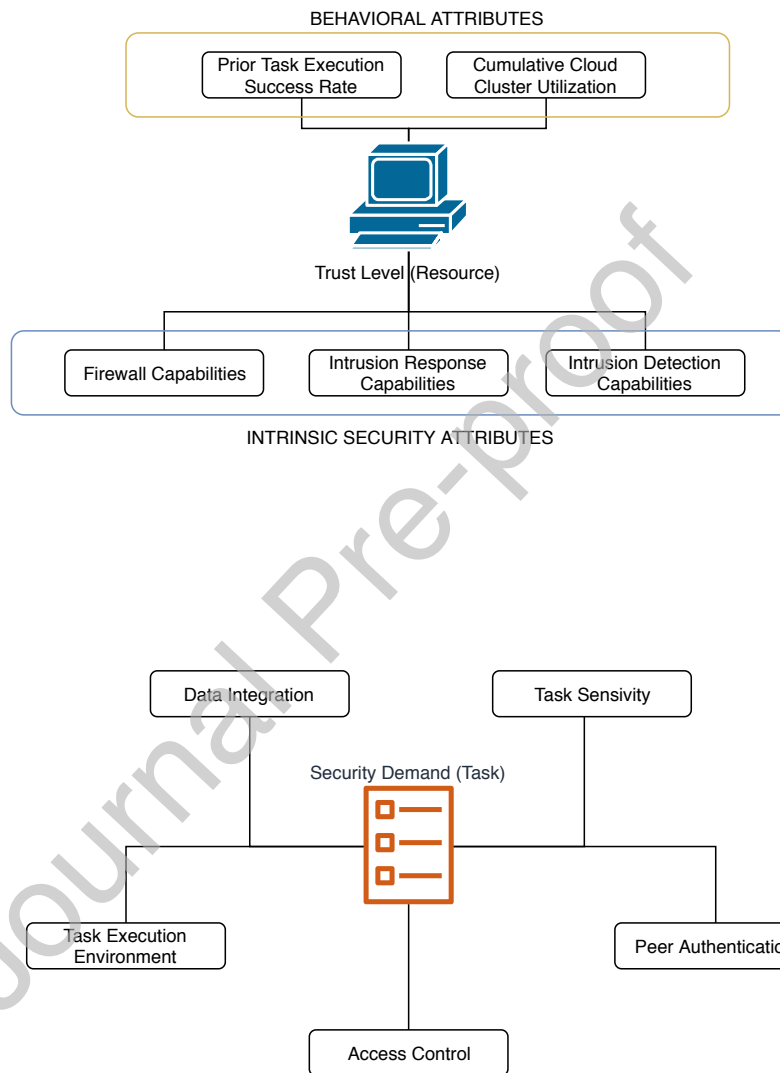 BEHAVIORAL ATTRIBUTES
Prior Task Execution
Success Rate
Cumulative Cloud
Cluster Utilization
Trust Level (Resource)
Firewall Capabilities
Intrusion Response
Capabilities
Intrusion Detection
Capabilities
INTRINSIC SECURITY ATTRIBUTES
Journal Pre-proof
Data Integration
Task Sensivity
Security Demand (Task)
Task Execution
Environment
Peer Authenticatio
Access Control